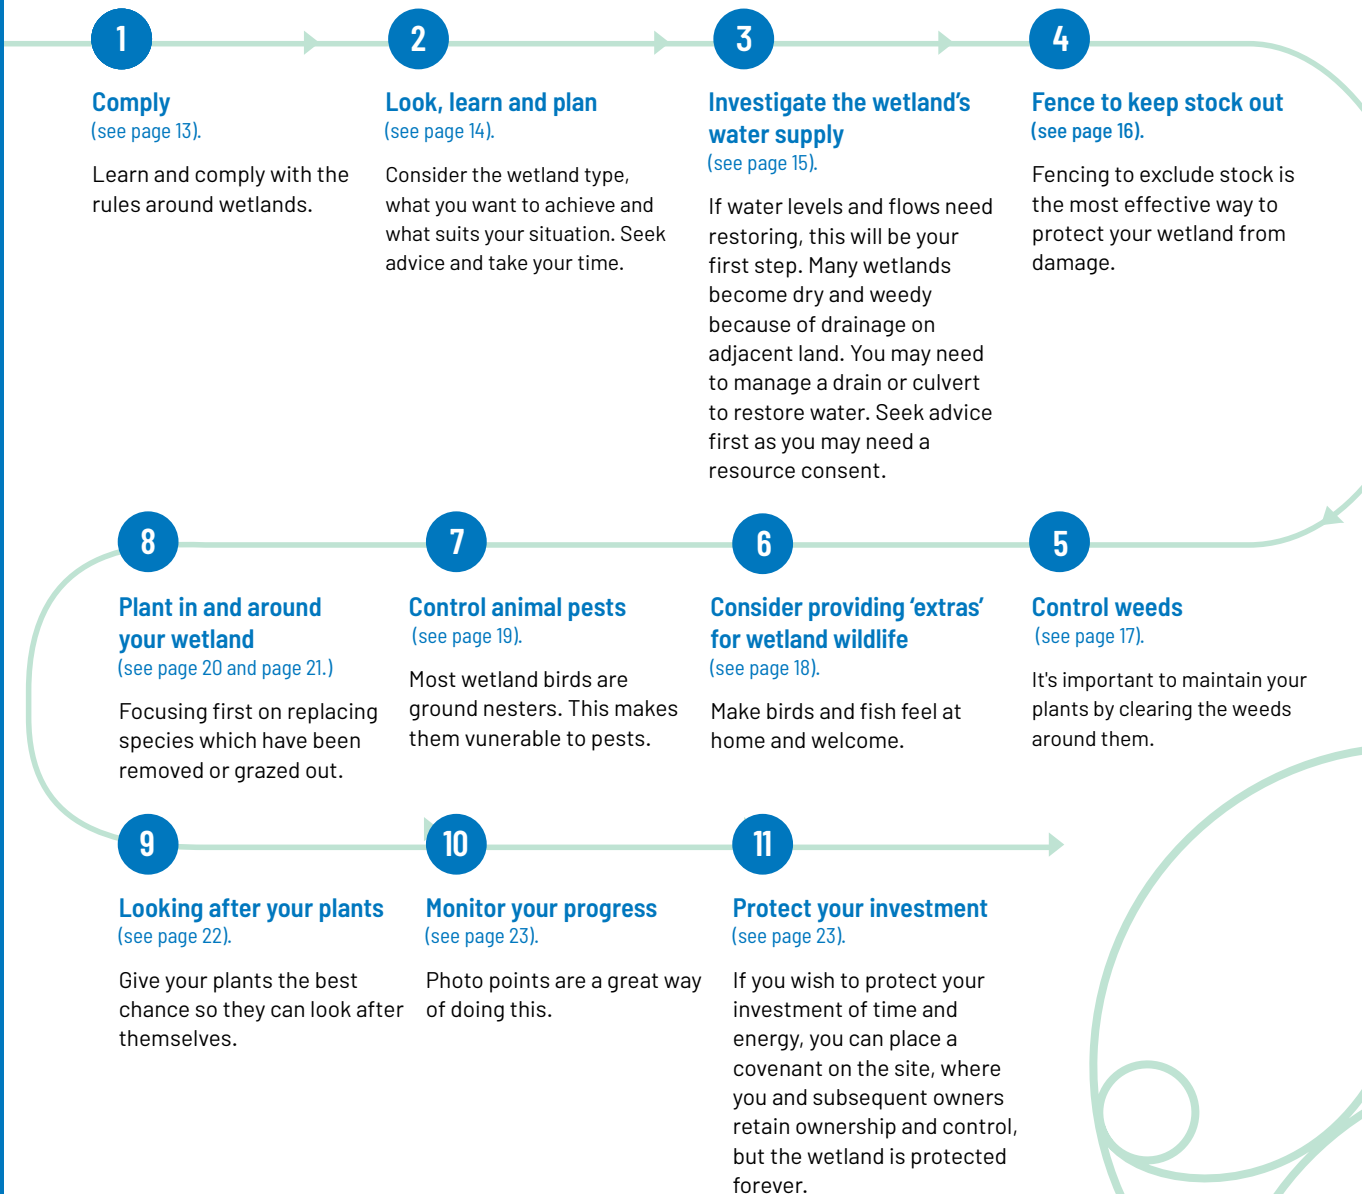 1
Comply
(see page 13).
Learn and comply with the
rules around wetlands.
2
Look, learn and plan
(see page 14).
Consider the wetland type,
what you want to achieve and
what suits your situation. Seek
advice and take your time.
3
Investigate the wetland's
water supply
(see page 15).
If water levels and flows need
restoring, this will be your
first step. Many wetlands
become dry and weedy
because of drainage on
adjacent land. You may need
to manage a drain or culvert
to restore water. Seek advice
first as you may need a
resource consent.
4
Fence to keep stock out
(see page 16).
Fencing to exclude stock is
the most effective way to
protect your wetland from
damage.
5
Control weeds
(see page 17).
It's important to maintain your
plants by clearing the weeds
around them.
6
Consider providing ‘extras’
for wetland wildlife
(see page 18).
Make birds and fish feel at
home and welcome.
7
Control animal pests
(see page 19).
Most wetland birds are
ground nesters. This makes
them vunerable to pests.
8
Plant in and around
your wetland
(see page 20 and page 21.)
Focusing first on replacing
species which have been
removed or grazed out.
9
Looking after your plants
(see page 22).
Give your plants the best
chance so they can look after
themselves.
10
Monitor your progress
(see page 23).
Photo points are a great way
of doing this.
11
Protect your investment
(see page 23).
If you wish to protect your
investment of time and
energy, you can place a
covenant on the site, where
you and subsequent owners
retain ownership and control,
but the wetland is protected
forever.